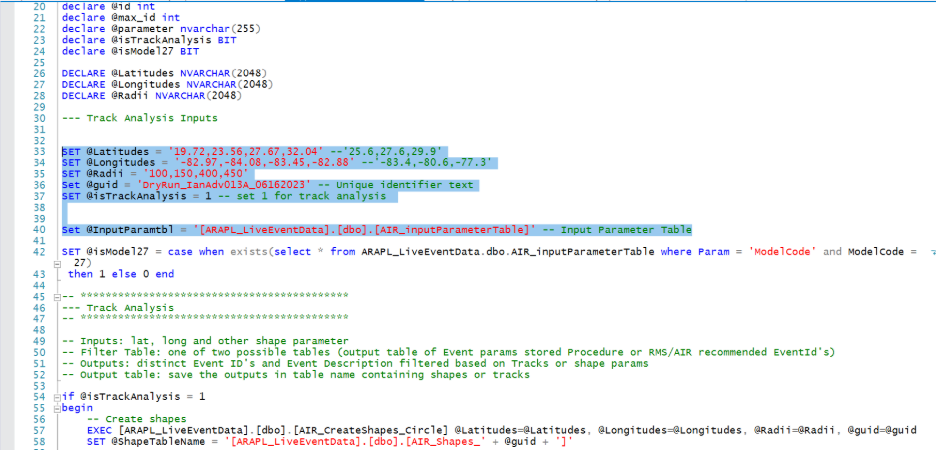 20 declare @id int
21 declare @max_id int
22 declare @parameter nvarchar(255)
23 declare @isTrackAnalysis BIT
24 declare @isModel27 BIT
25
26 DECLARE @Latitudes NVARCHAR(2048)
27 DECLARE @Longitudes NVARCHAR(2048)
28 DECLARE @Radii NVARCHAR(2048)
29
30 --- Track Analysis Inputs
31
32
33 SET @Latitudes = '19.72,23.56,27.67,32.04' --'25.6,27.6,29.9'
34 SET @Longitudes = '-82.97,-84.08,-83.45,-82.88' --'-83.4,-80.6,-77.3'
35 SET @Radii = '100,150,400,450'
36 Set @guid = 'DryRun_IanAdv013A_06162023' -- Unique identifier text
37 SET @isTrackAnalysis = 1 -- set 1 for track analysis
38
39
40 Set @InputParamtbl = '[ARAPL_LiveEventData].[dbo].[AIR_inputParameterTable]' -- Input Parameter Table
41
42 SET @isModel27 = case when exists(select * from ARAPL_LiveEventData.dbo.AIR_inputParameterTable where Param = 'ModelCode' and ModelCode =
27)
43 then 1 else 0 end
44
45 -- *******************************************
46 --- Track Analysis
47 -- *******************************************
48
49 -- Inputs: lat, long and other shape parameter
50 -- Filter Table: one of two possible tables (output table of Event params stored Procedure or RMS/AIR recommended EventId's)
51 -- Outputs: distinct Event ID's and Event Description filtered based on Tracks or shape params
52 -- Output table: save the outputs in table name containing shapes or tracks
53
54 if @isTrackAnalysis = 1
55 begin
56 -- Create shapes
57 EXEC [ARAPL_LiveEventData].[dbo].[AIR_CreateShapes_Circle] @Latitudes=@Latitudes, @Longitudes=@Longitudes, @Radii=@Radii, @guid=@guid
58 SET @ShapeTableName = '[ARAPL_LiveEventData].[dbo].[AIR_Shapes_' + @guid + ']'